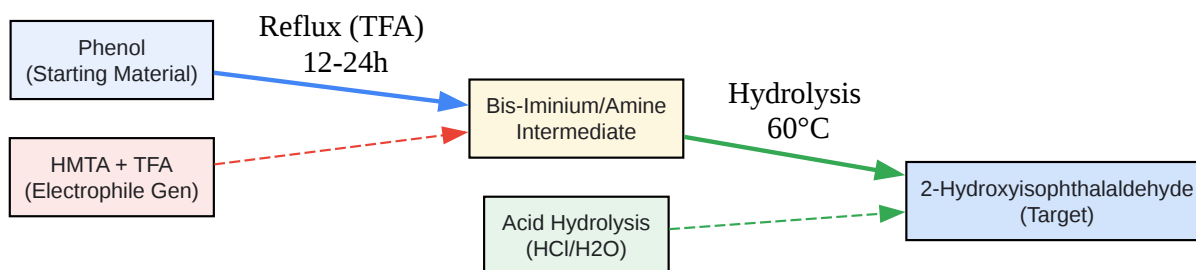 Phenol
(Starting Material)
Reflux (TFA)
12-24h
HMTA + TFA
(Electrophile Gen)
Bis-Iminium/Amine
Intermediate
Hydrolysis
60°C
Acid Hydrolysis
(HCl/H2O)
2-Hydroxyisophthalaldehyde
(Target)